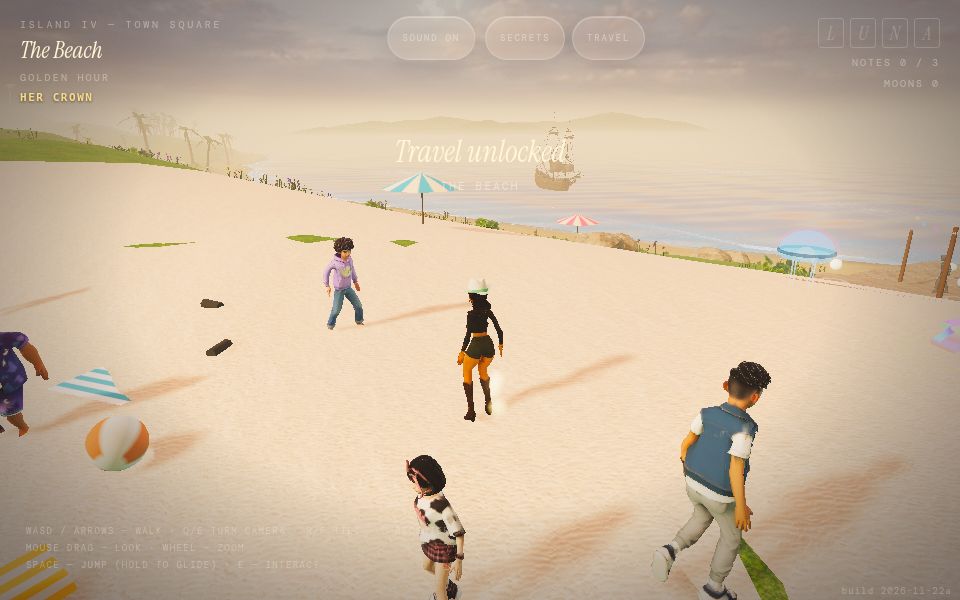 ISLAND IV — TOWN SQUARE
The Beach
GOLDEN HOUR
HER CROWN
SOUND ON
SECRETS
TRAVEL
L U N A
NOTES 0 / 3
MOONS 0
Travel unlocked
THE BEACH
WASD / ARROWS — WALK · Q/E TURN CAMERA
MOUSE DRAG — LOOK · WHEEL — ZOOM
SPACE — JUMP (HOLD TO GLIDE) · E — INTERACT
build 2026-11-22a